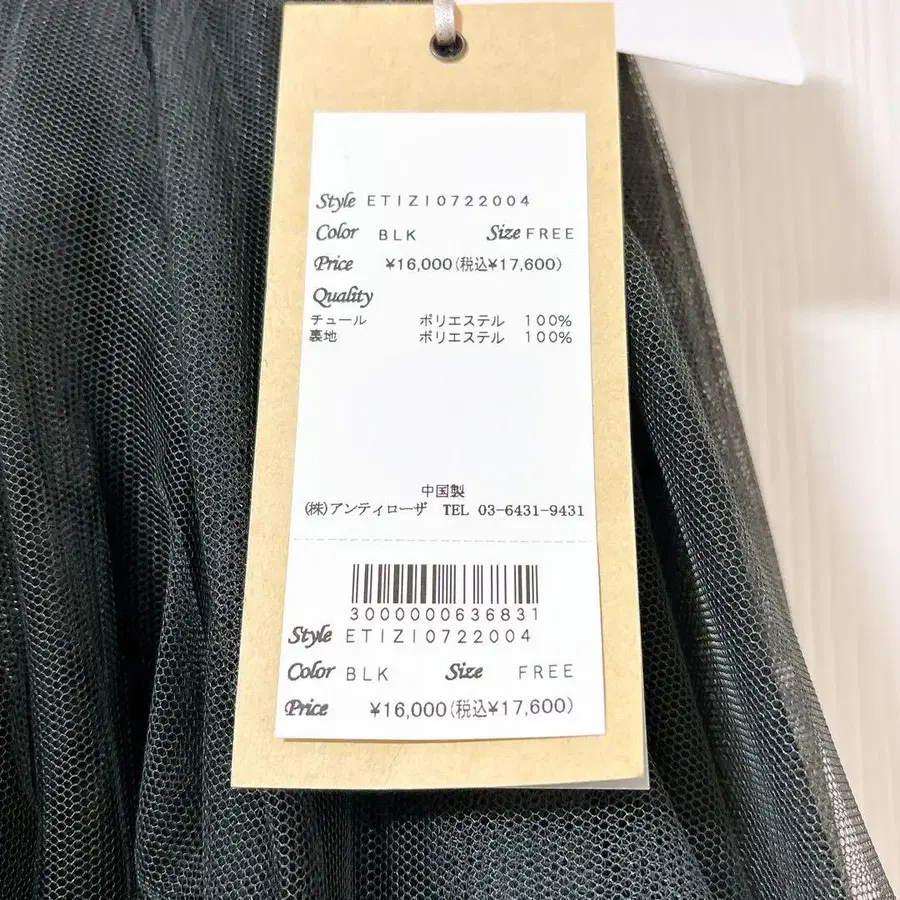 Style ETIZI0722004
Color BLK Size FREE
Price ¥16,000(税込¥17,600)
Quality
チュール ポリエステル 100%
裏地 ポリエステル 100%
中国製
(株)アンティローザ TEL 03-6431-9431
3000000636831
Style ETIZI0722004
Color BLK Size FREE
Price ¥16,000(税込¥17,600)